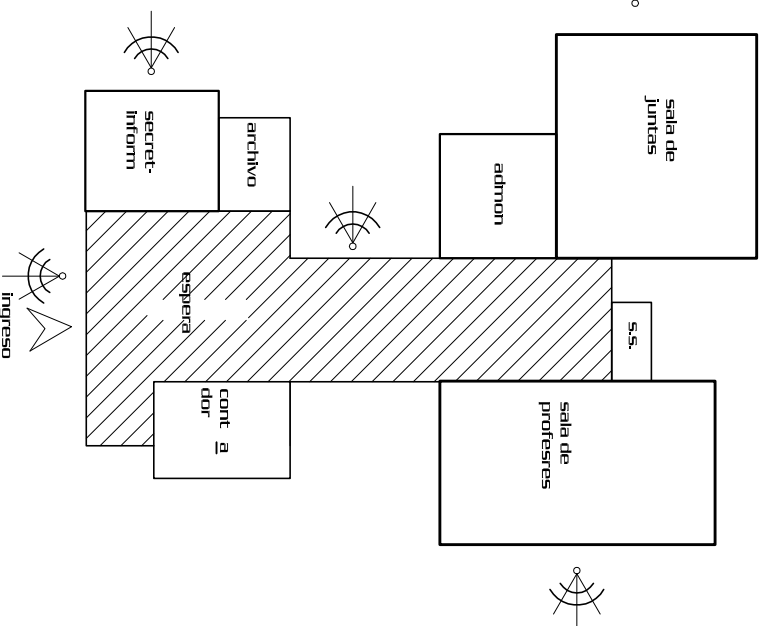 secret-
inform
archivo
sala de
juntas
admon
espera
ingreso
s.s.
cont a
dor
sala de
profesres